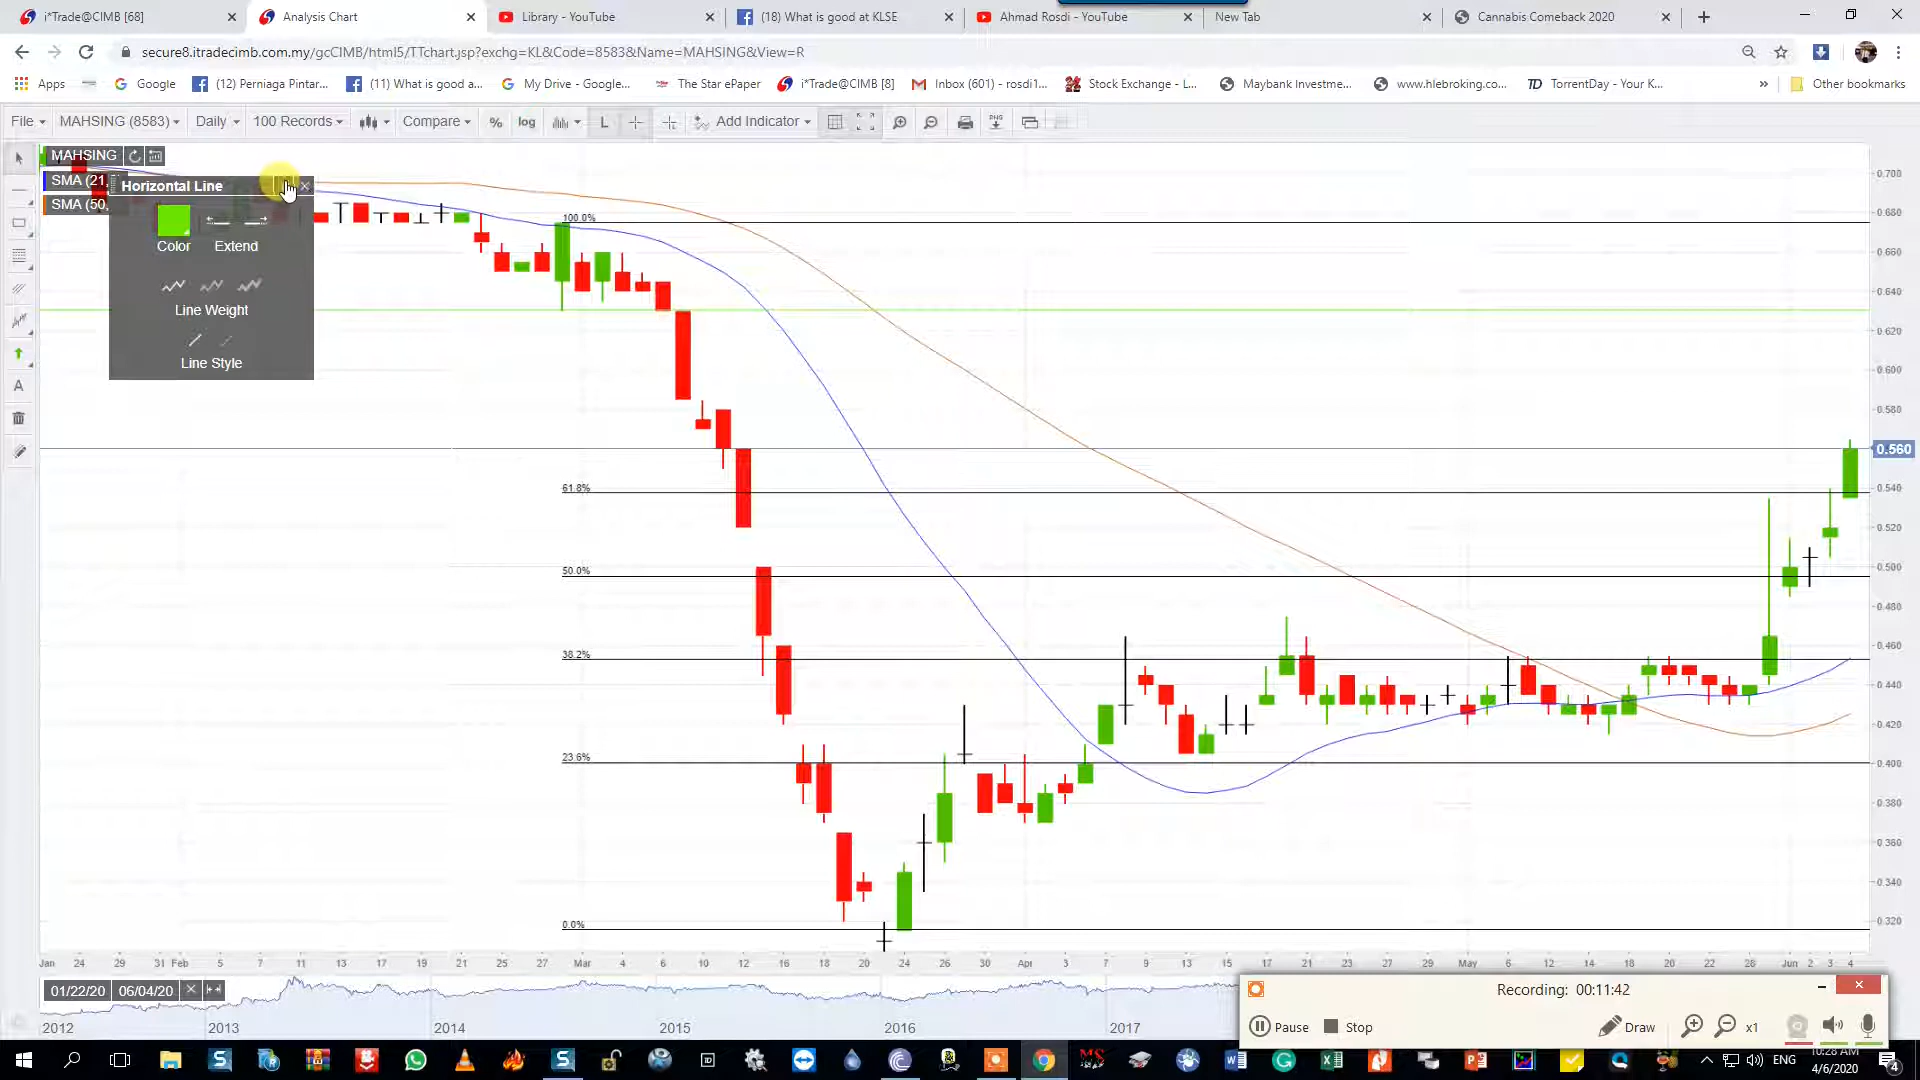 i*Trade@CIMB [68]
Analysis Chart
Library - YouTube
(18) What is good at KLSE
Ahmad Rosdi - YouTube
New Tab
Cannabis Comeback 2020
secure8.itradecimb.com.my/gcCIMB/html5/TTchart.jsp?exchg=KL&Code=8583&Name=MAHSING&View=R
Apps
Google
(12) Perniaga Pintar...
(11) What is good a...
My Drive - Google...
The Star ePaper
i*Trade@CIMB [8]
Inbox (601) - rosdi1...
Stock Exchange - L...
Maybank Investme...
www.hlebroking.co...
TorrentDay - Your K...
»
Other bookmarks
File
MAHSING (8583)
Daily
100 Records
Compare
%
log
L
Add Indicator
PNG
MAHSING
SMA (21,
SMA (50,
Horizontal Line
Color
Extend
Line Weight
Line Style
A
100.0%
61.8%
50.0%
38.2%
23.6%
0.0%
0.700
0.680
0.660
0.640
0.620
0.600
0.580
0.560
0.540
0.520
0.500
0.480
0.460
0.440
0.420
0.400
0.380
0.360
0.340
0.320
Jan 24 29 31 Feb 5 7 11 13 17 19 21 25 27 Mar 4 6 10 12 16 18 20 24 26 30 Apr 3 7 9 13 15 17 21 23 27 29 May 6 8 12 14 18 20 22 28 Jun 2 3 4
01/22/20 06/04/20
2012 2013 2014 2015 2016 2017
Recording: 00:11:42
Pause
Stop
Draw
x1
ENG
10:28 AM
4/6/2020
4